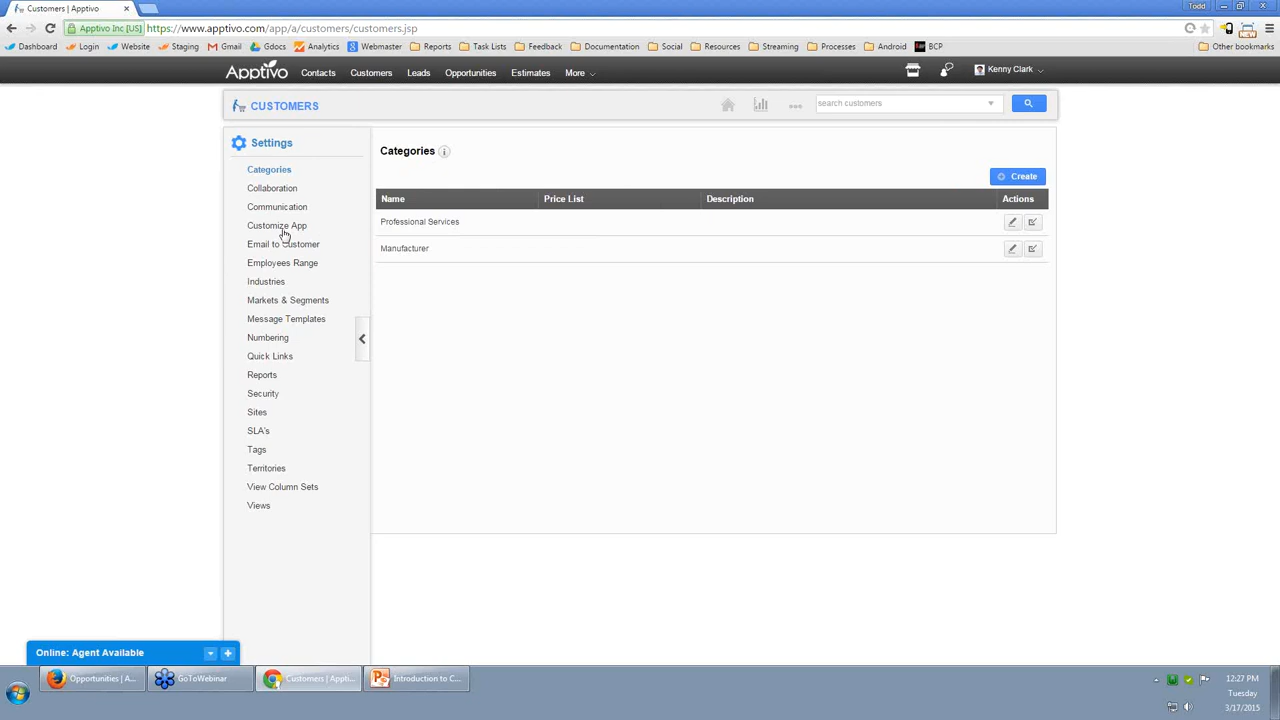 Customers | Apptivo
Todd
Apptivo Inc [US]
https://www.apptivo.com/app/a/customers/customers.jsp
Dashboard Login Website Staging Gmail Gdocs Analytics Webmaster Reports Task Lists Feedback Documentation Social Resources Streaming Processes Android BCP Other bookmarks
NEW
Apptivo Contacts Customers Leads Opportunities Estimates More Kenny Clark
CUSTOMERS
search customers
Settings
Categories
Collaboration
Communication
Customize App
Email to Customer
Employees Range
Industries
Markets & Segments
Message Templates
Numbering
Quick Links
Reports
Security
Sites
SLA's
Tags
Territories
View Column Sets
Views
Categories
Create
Name Price List Description Actions
Professional Services
Manufacturer
Online: Agent Available
Opportunities | A...
GoToWebinar
Customers | Appti...
Introduction to C...
12:27 PM
Tuesday
3/17/2015